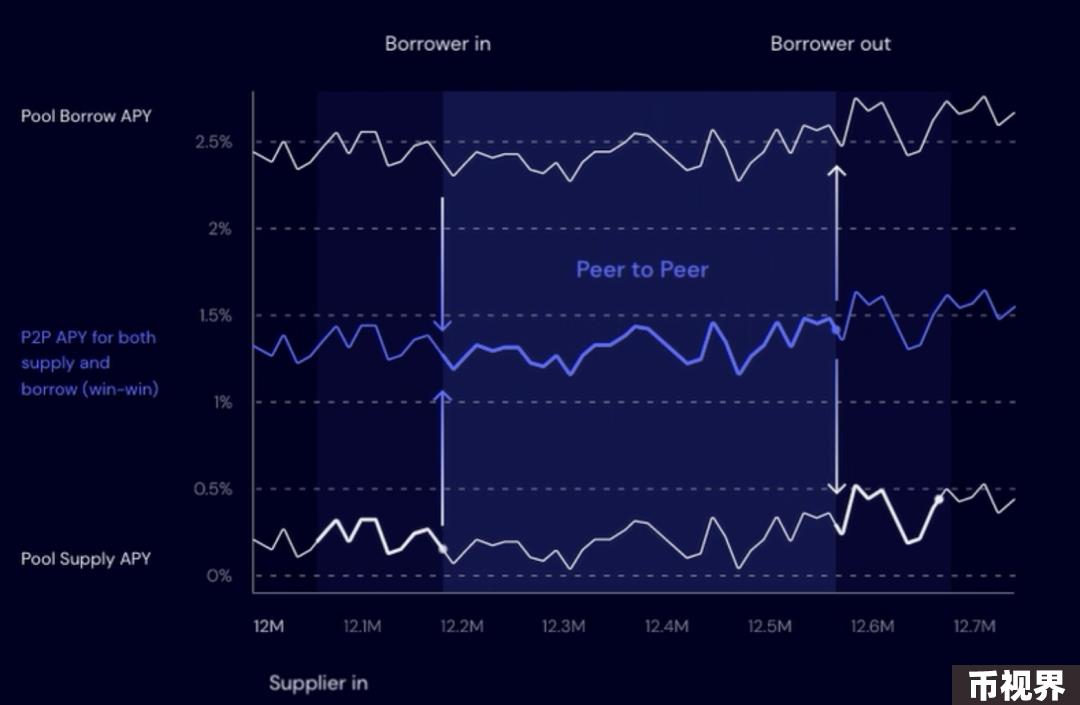 Borrower in
Borrower out
Pool Borrow APY
2.5%
2%
Peer to Peer
1.5%
P2P APY for both
supply and
borrow (win-win)
1%
0.5%
Pool Supply APY
0%
12M
12.1M
12.2M
12.3M
12.4M
12.5M
12.6M
12.7M
Supplier in
币视界